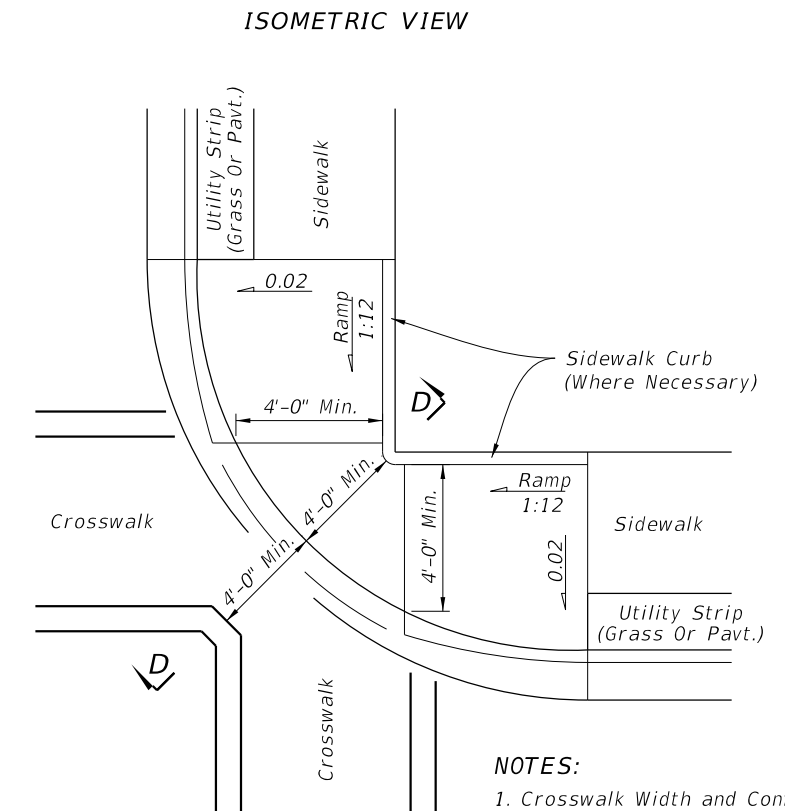 ISOMETRIC VIEW
Utility Strip
(Grass Or Pavt.)
Sidewalk
0.02
Ramp
1:12
Sidewalk Curb
(Where Necessary)
D
4'-0" Min.
4'-0" Min.
Ramp
1:12
4'-0" Min.
Crosswalk
Sidewalk
0.02
4'-0" Min.
Utility Strip
(Grass Or Pavt.)
D
Crosswalk
NOTES:
1. Crosswalk Width and